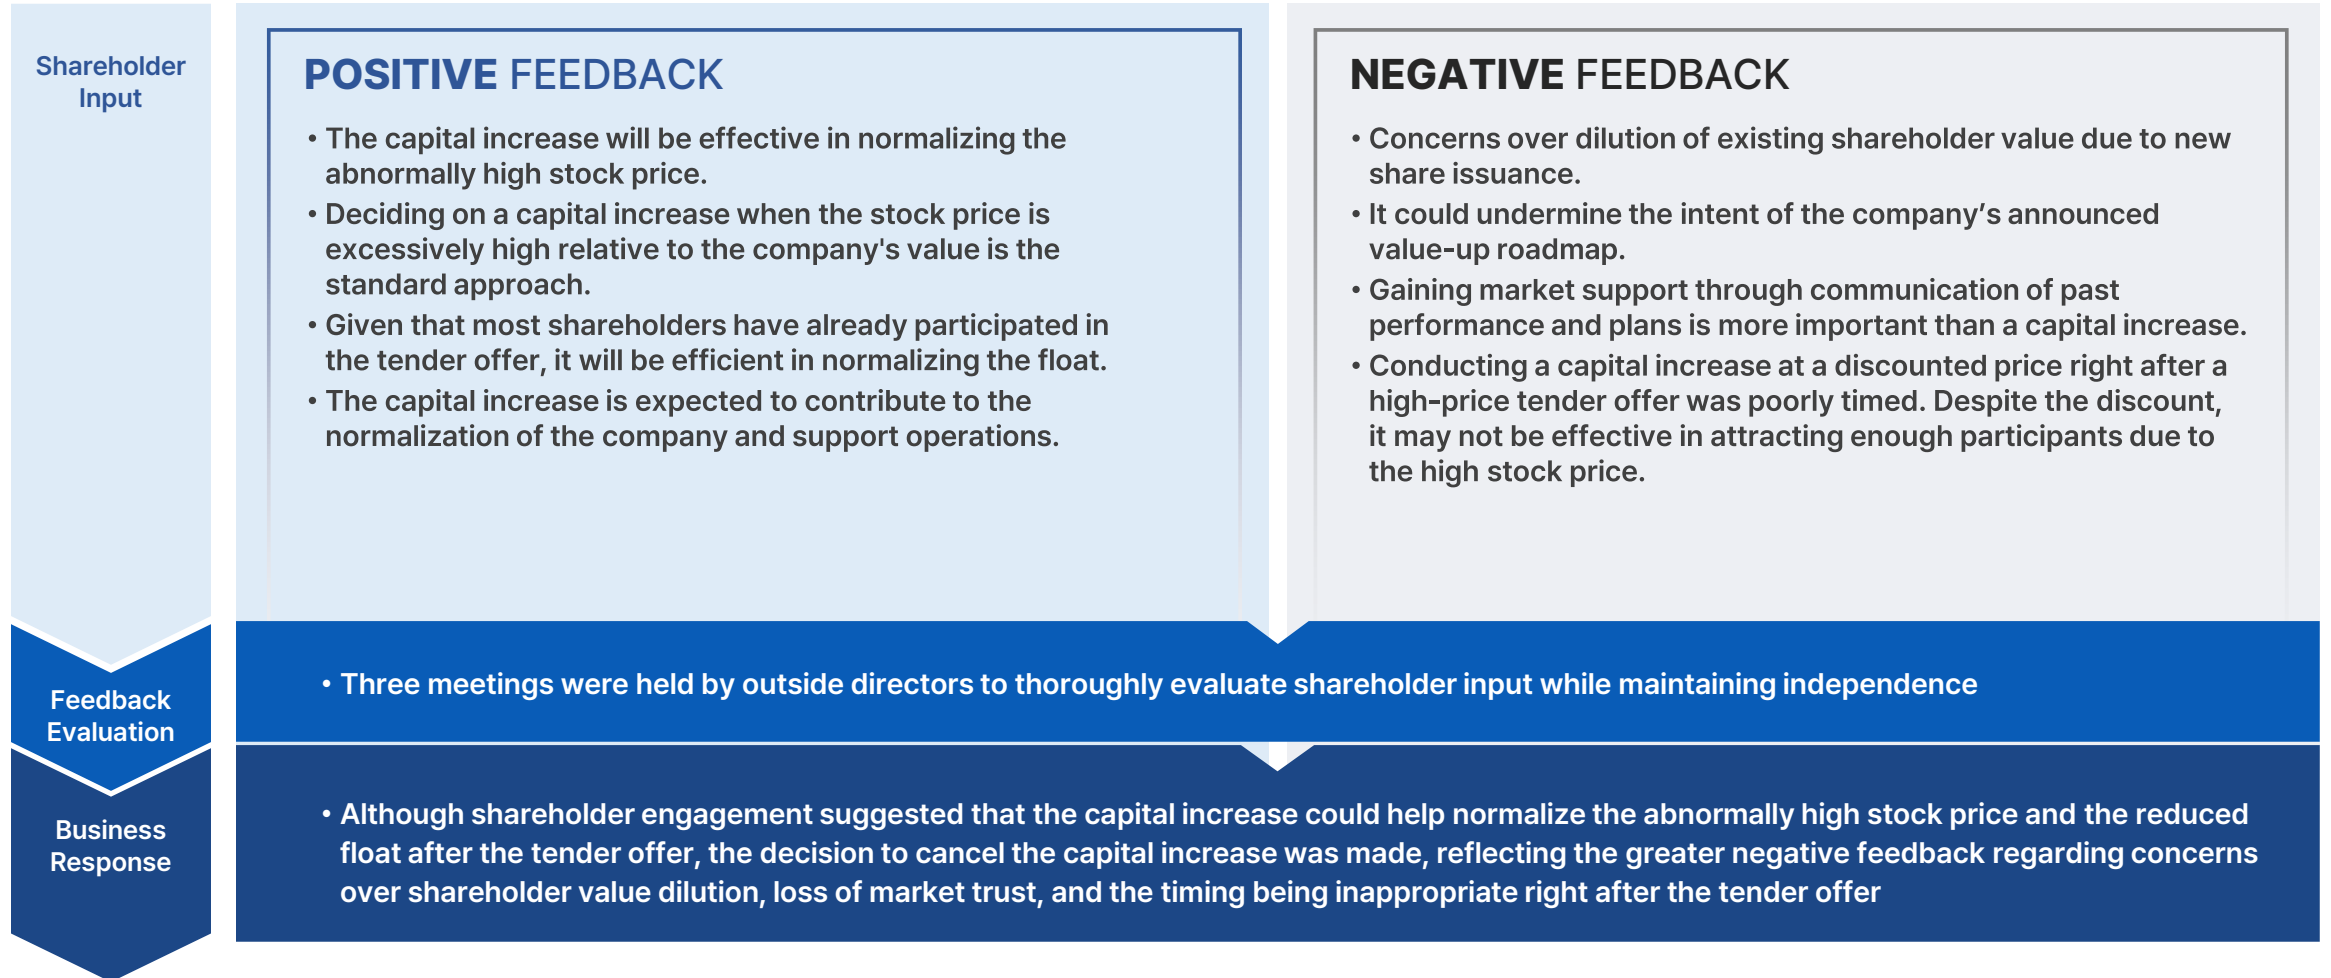 Shareholder
Input
POSITIVE FEEDBACK
• The capital increase will be effective in normalizing the
abnormally high stock price.
• Deciding on a capital increase when the stock price is
excessively high relative to the company's value is the
standard approach.
• Given that most shareholders have already participated in
the tender offer, it will be efficient in normalizing the float.
• The capital increase is expected to contribute to the
normalization of the company and support operations.
NEGATIVE FEEDBACK
• Concerns over dilution of existing shareholder value due to new
share issuance.
• It could undermine the intent of the company’s announced
value-up roadmap.
• Gaining market support through communication of past
performance and plans is more important than a capital increase.
• Conducting a capital increase at a discounted price right after a
high-price tender offer was poorly timed. Despite the discount,
it may not be effective in attracting enough participants due to
the high stock price.
Feedback
Evaluation
• Three meetings were held by outside directors to thoroughly evaluate shareholder input while maintaining independence
Business
Response
• Although shareholder engagement suggested that the capital increase could help normalize the abnormally high stock price and the reduced
float after the tender offer, the decision to cancel the capital increase was made, reflecting the greater negative feedback regarding concerns
over shareholder value dilution, loss of market trust, and the timing being inappropriate right after the tender offer